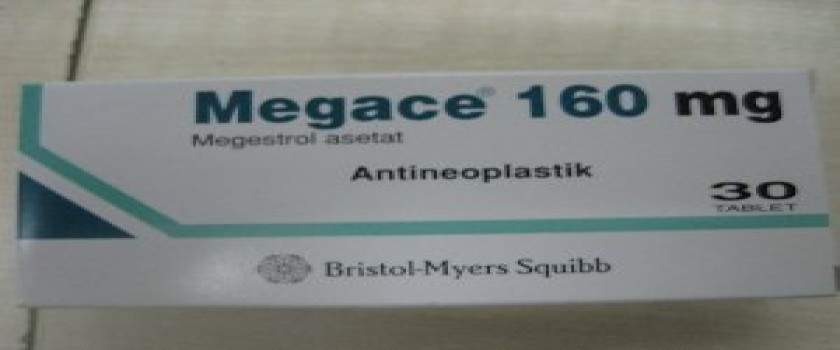 Megace® 160 mg
Megestrol asetat
Antineoplastik
30
TABLET
Bristol-Myers Squibb